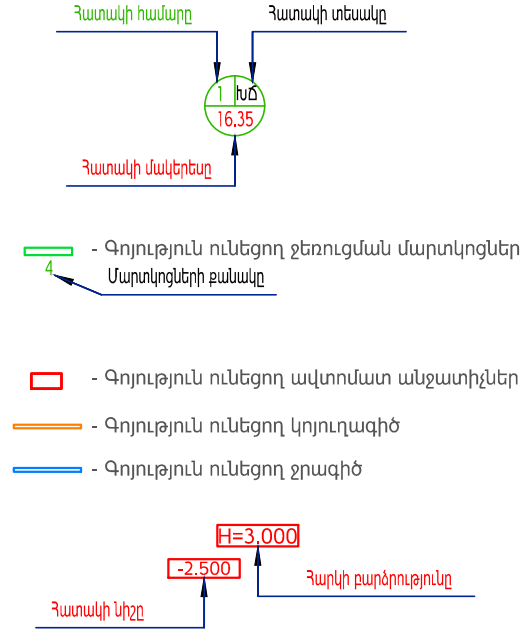 Հատակի համարը
Հատակի տեսակը
1 ԽՃ
16.35
Հատակի մակերեսը
- Գոյություն ունեցող ջեռուցման մարտկոցներ
4
Մարտկոցների քանակը
- Գոյություն ունեցող ավտոմատ անջատիչներ
- Գոյություն ունեցող կոյուղագիծ
- Գոյություն ունեցող ջրագիծ
H=3.000
-2.500
Հարկի բարձրությունը
Հատակի նիշը